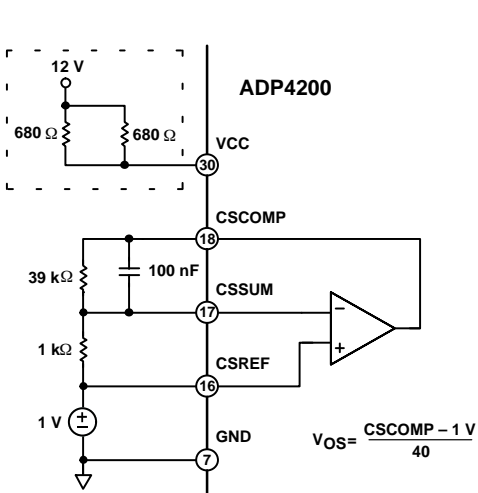 12 V
ADP4200
680 Ω
680 Ω
VCC
30
CSCOMP
18
39 kΩ
100 nF
CSSUM
17
–
1 kΩ
+
CSREF
16
1 V
+
–
GND
7
VOS= CSCOMP – 1 V
40